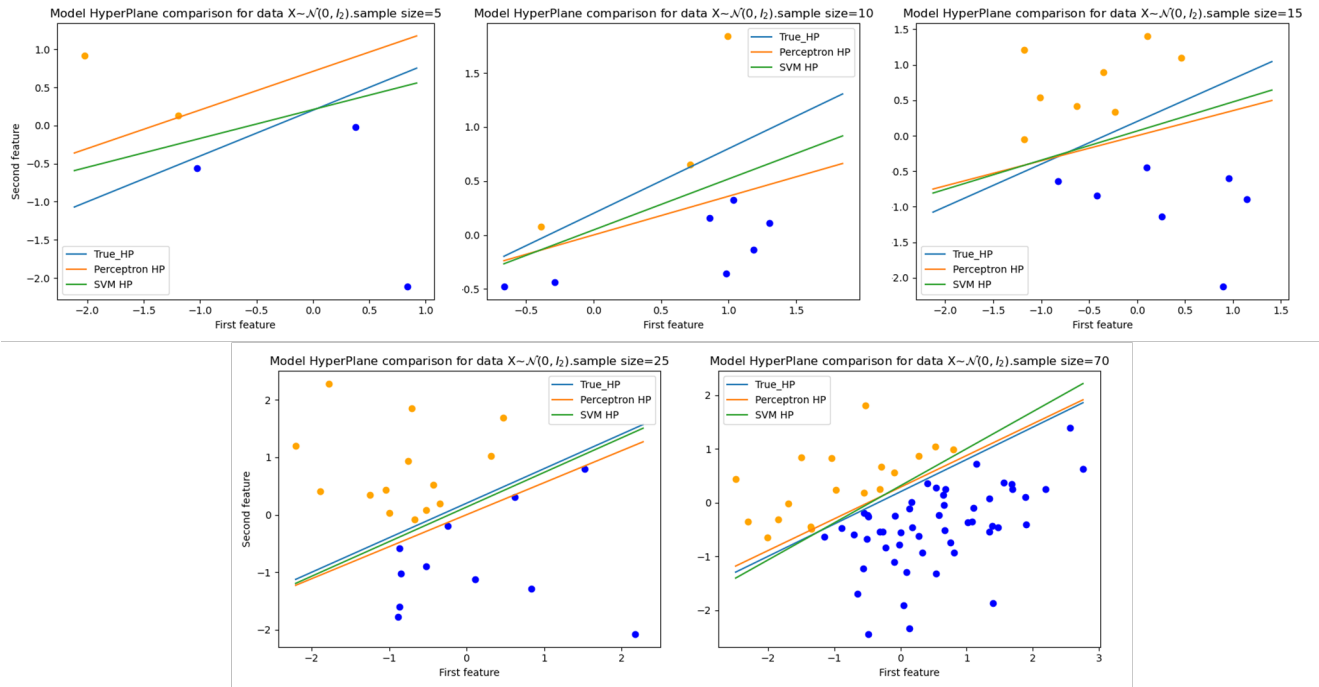 Model HyperPlane comparison for data X~𝒩(0, I₂).sample size=5
1.0
0.5
0.0
−0.5
−1.0
−1.5
−2.0
Second feature
True_HP
Perceptron HP
SVM HP
−2.0 −1.5 −1.0 −0.5 0.0 0.5 1.0
First feature
Model HyperPlane comparison for data X~𝒩(0, I₂).sample size=10
True_HP
Perceptron HP
SVM HP
1.5
1.0
0.5
0.0
-0.5
0.0 0.5 1.0 1.5
First feature
Model HyperPlane comparison for data X~𝒩(0, I₂).sample size=15
1.5
1.0
0.5
0.0
0.5
1.0
1.5
2.0
True_HP
Perceptron HP
SVM HP
−2.0 −1.5 −1.0 −0.5 0.0 0.5 1.0 1.5
First feature
Model HyperPlane comparison for data X~𝒩(0, I₂).sample size=25
True_HP
Perceptron HP
SVM HP
2
1
0
−1
−2
Second feature
−2 −1 0 1 2
First feature
Model HyperPlane comparison for data X~𝒩(0, I₂).sample size=70
True_HP
Perceptron HP
SVM HP
2
1
0
−1
−2
−2 −1 0 1 2 3
First feature